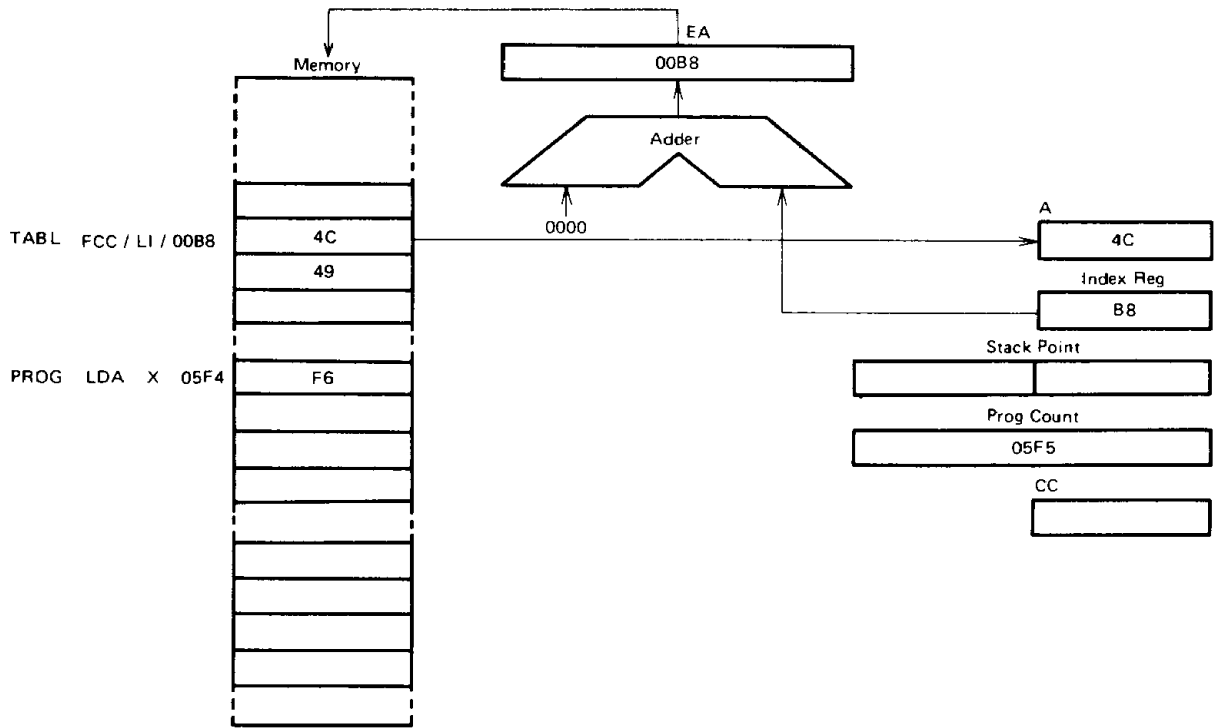 EA
00B8
Memory
Adder
0000
A
TABL FCC / LI / 00B8
4C
4C
49
Index Reg
B8
Stack Point
PROG LDA X 05F4
F6
Prog Count
05F5
CC